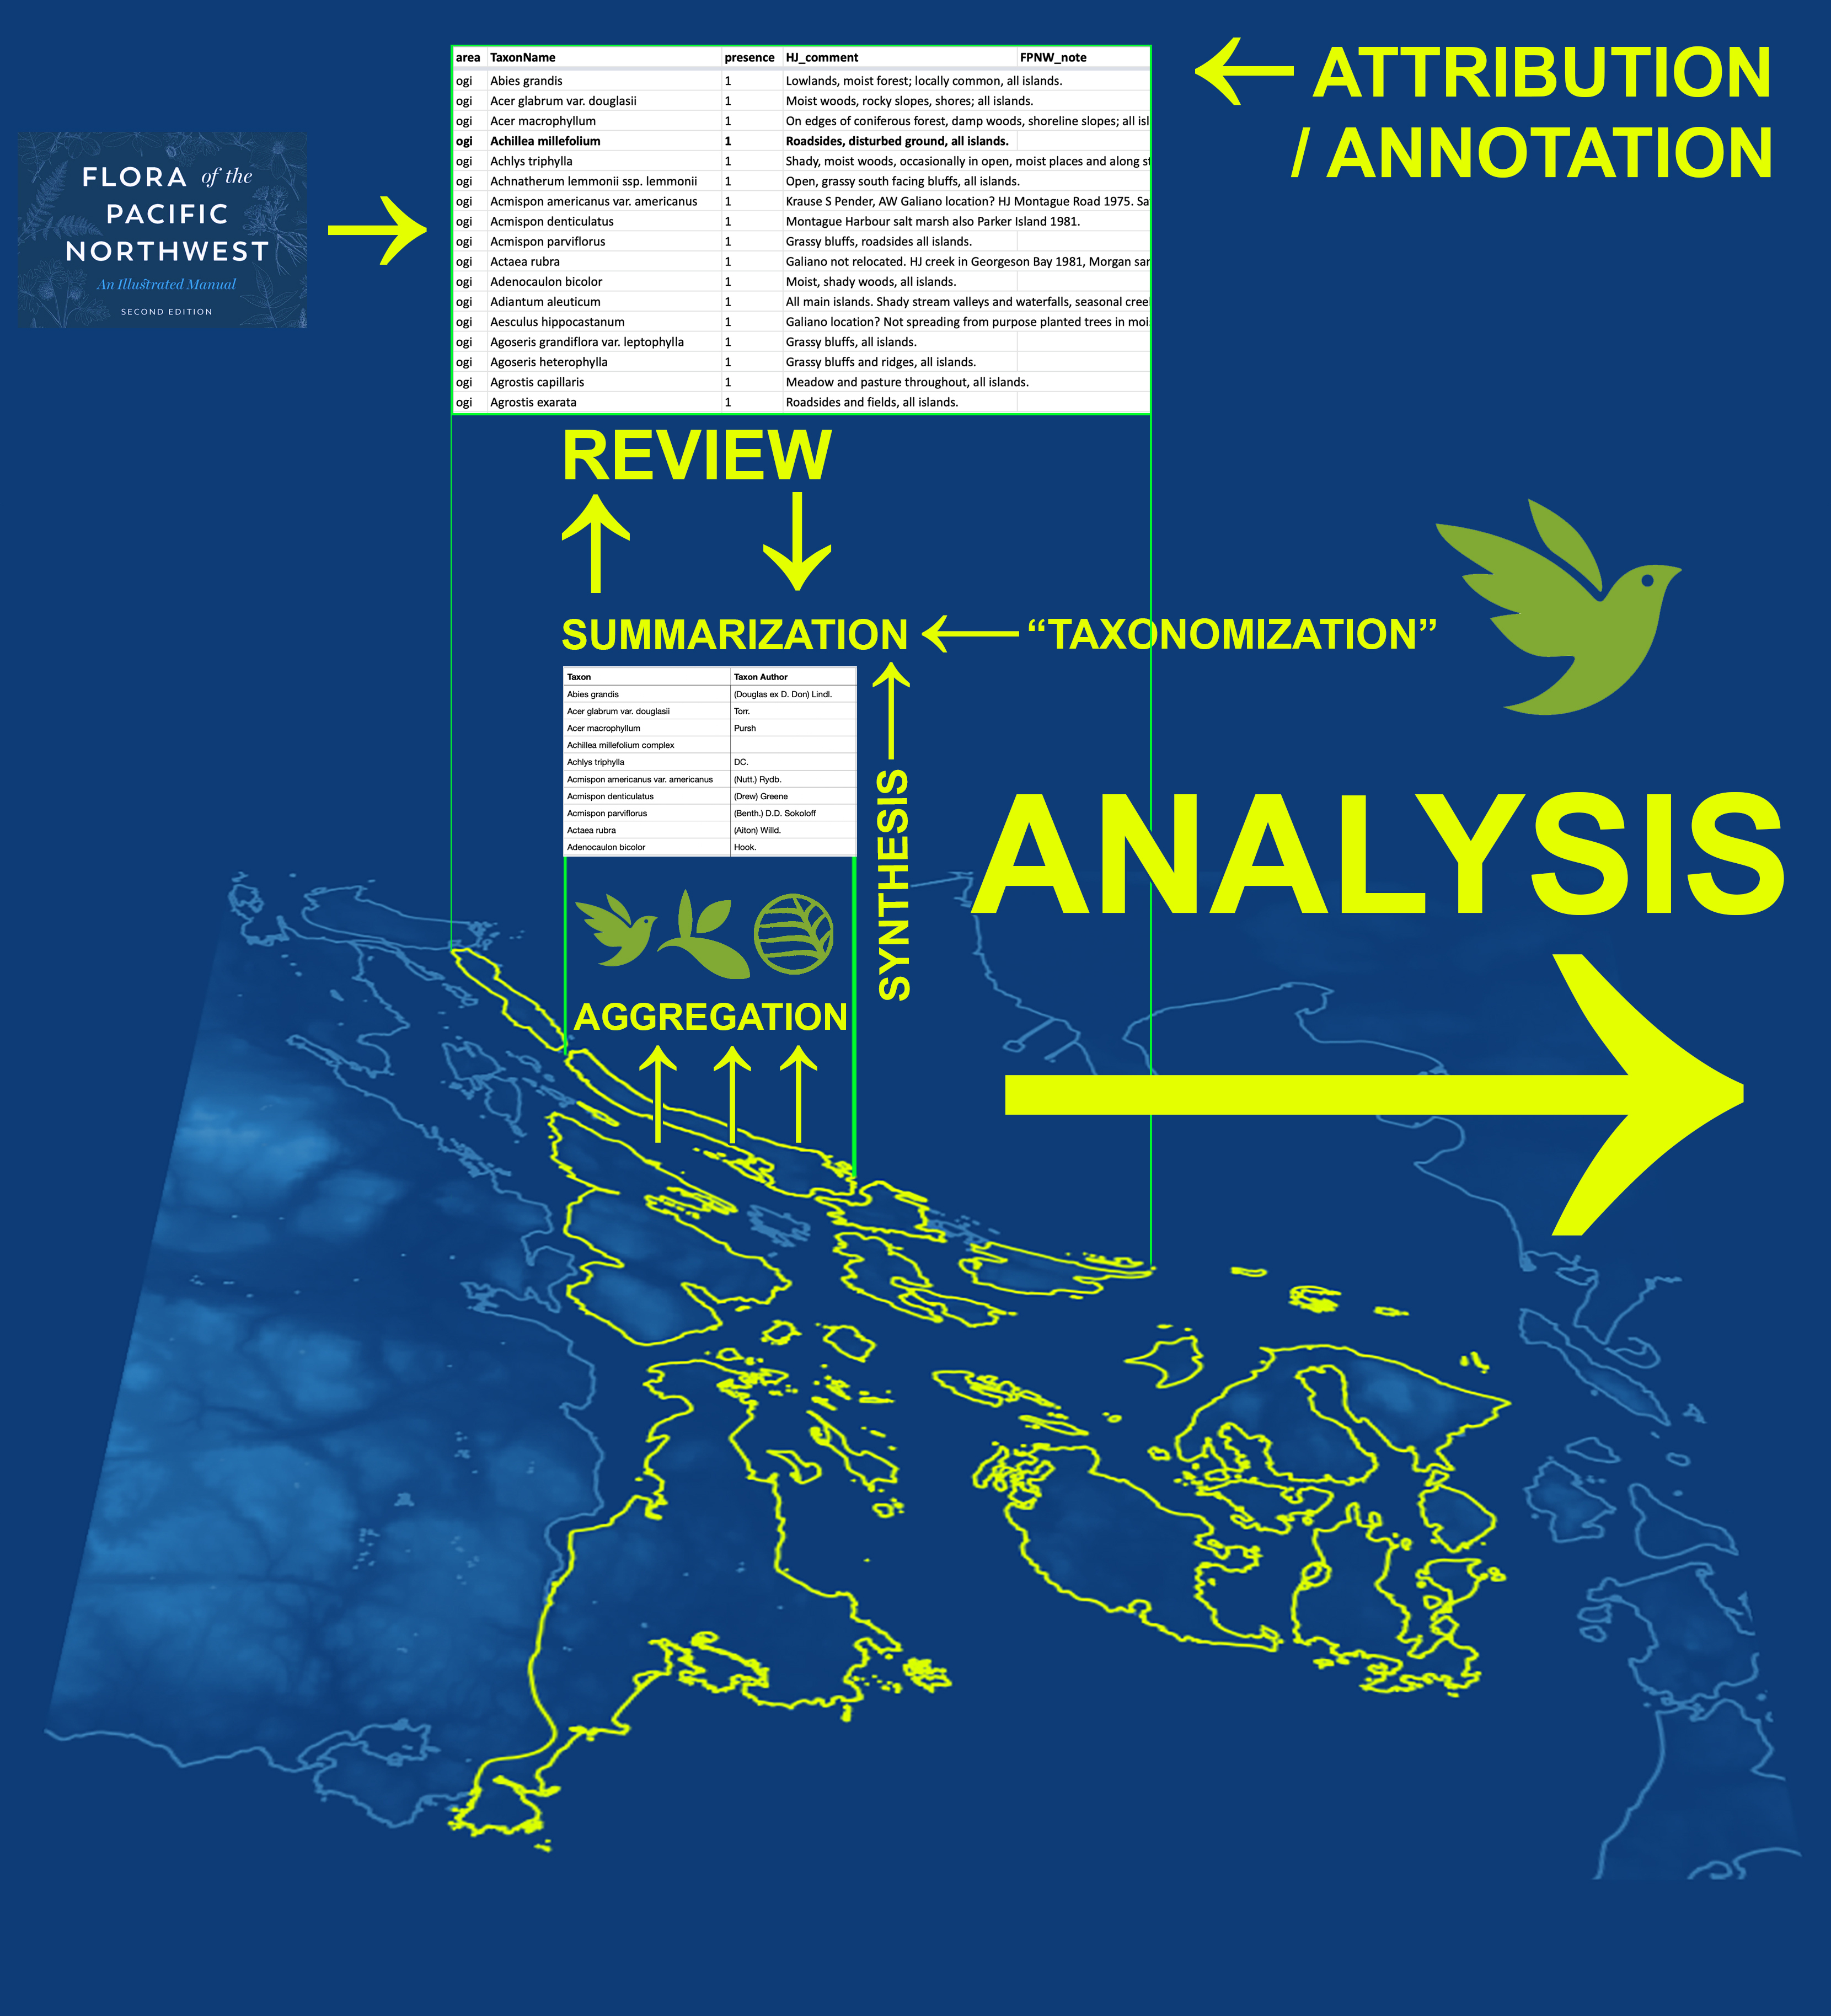 area TaxonName presence HJ_comment FPNW_note
ogi Abies grandis 1 Lowlands, moist forest; locally common, all islands.
ogi Acer glabrum var. douglasii 1 Moist woods, rocky slopes, shores; all islands.
ogi Acer macrophyllum 1 On edges of coniferous forest, damp woods, shoreline slopes; all isl
ogi Achillea millefolium 1 Roadsides, disturbed ground, all islands.
ogi Achlys triphylla 1 Shady, moist woods, occasionally in open, moist places and along st
ogi Achnatherum lemmonii ssp. lemmonii 1 Open, grassy south facing bluffs, all islands.
ogi Acmispon americanus var. americanus 1 Krause S Pender, AW Galiano location? HJ Montague Road 1975. Sa
ogi Acmispon denticulatus 1 Montague Harbour salt marsh also Parker Island 1981.
ogi Acmispon parviflorus 1 Grassy bluffs, roadsides all islands.
ogi Actaea rubra 1 Galiano not relocated. HJ creek in Georgeson Bay 1981, Morgan sar
ogi Adenocaulon bicolor 1 Moist, shady woods, all islands.
ogi Adiantum aleuticum 1 All main islands. Shady stream valleys and waterfalls, seasonal cree
ogi Aesculus hippocastanum 1 Galiano location? Not spreading from purpose planted trees in moi
ogi Agoseris grandiflora var. leptophylla 1 Grassy bluffs, all islands.
ogi Agoseris heterophylla 1 Grassy bluffs and ridges, all islands.
ogi Agrostis capillaris 1 Meadow and pasture throughout, all islands.
ogi Agrostis exarata 1 Roadsides and fields, all islands.
ATTRIBUTION
/ ANNOTATION
FLORA of the
PACIFIC
NORTHWEST
An Illustrated Manual
SECOND EDITION
REVIEW
SUMMARIZATION
“TAXONOMIZATION”
Taxon Taxon Author
Abies grandis (Douglas ex D. Don) Lindl.
Acer glabrum var. douglasii Torr.
Acer macrophyllum Pursh
Achillea millefolium complex
Achlys triphylla DC.
Acmispon americanus var. americanus (Nutt.) Rydb.
Acmispon denticulatus (Drew) Greene
Acmispon parviflorus (Benth.) D.D. Sokoloff
Actaea rubra (Aiton) Willd.
Adenocaulon bicolor Hook.
SYNTHESIS
ANALYSIS
AGGREGATION